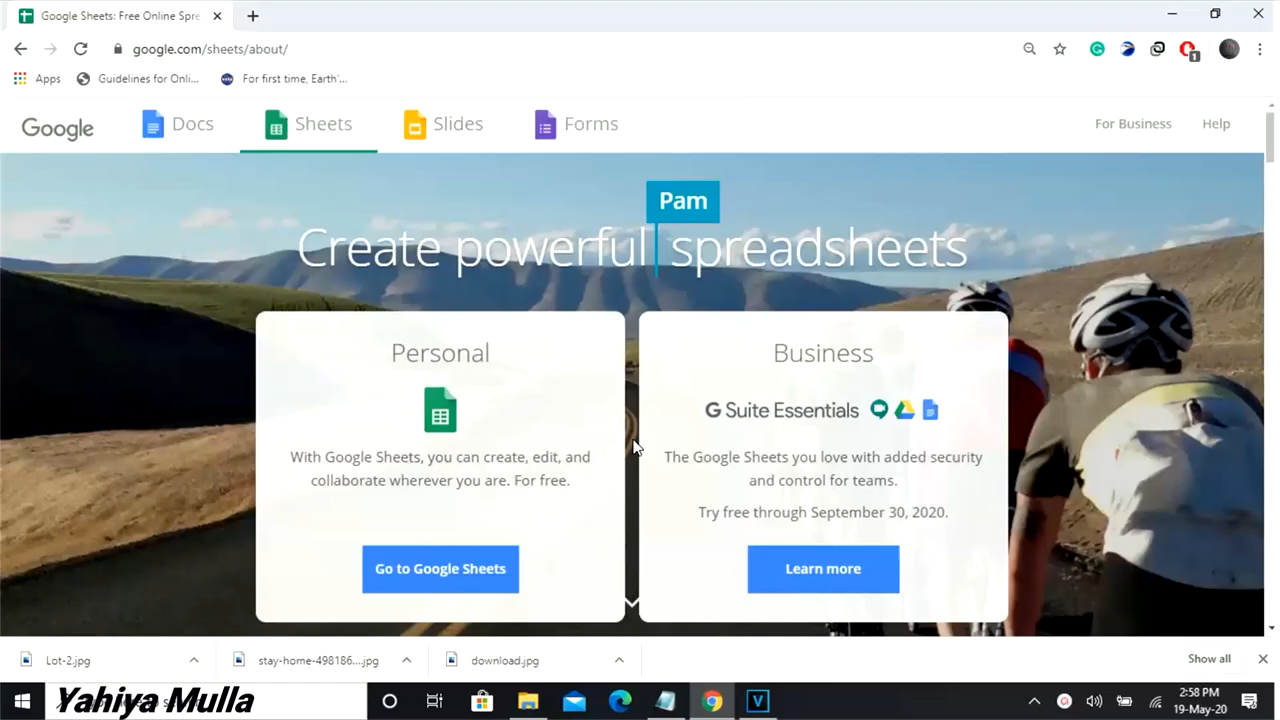 Google Sheets: Free Online Spre
google.com/sheets/about/
1
Apps
Guidelines for Onli...
For first time, Earth'...
Google
Docs
Sheets
Slides
Forms
For Business
Help
Pam
Create powerful spreadsheets
Personal
With Google Sheets, you can create, edit, and
collaborate wherever you are. For free.
Go to Google Sheets
Business
G Suite Essentials
The Google Sheets you love with added security
and control for teams.
Try free through September 30, 2020.
Learn more
Lot-2.jpg
stay-home-498186....jpg
download.jpg
Show all
Yahiya Mulla
V
2:58 PM
19-May-20